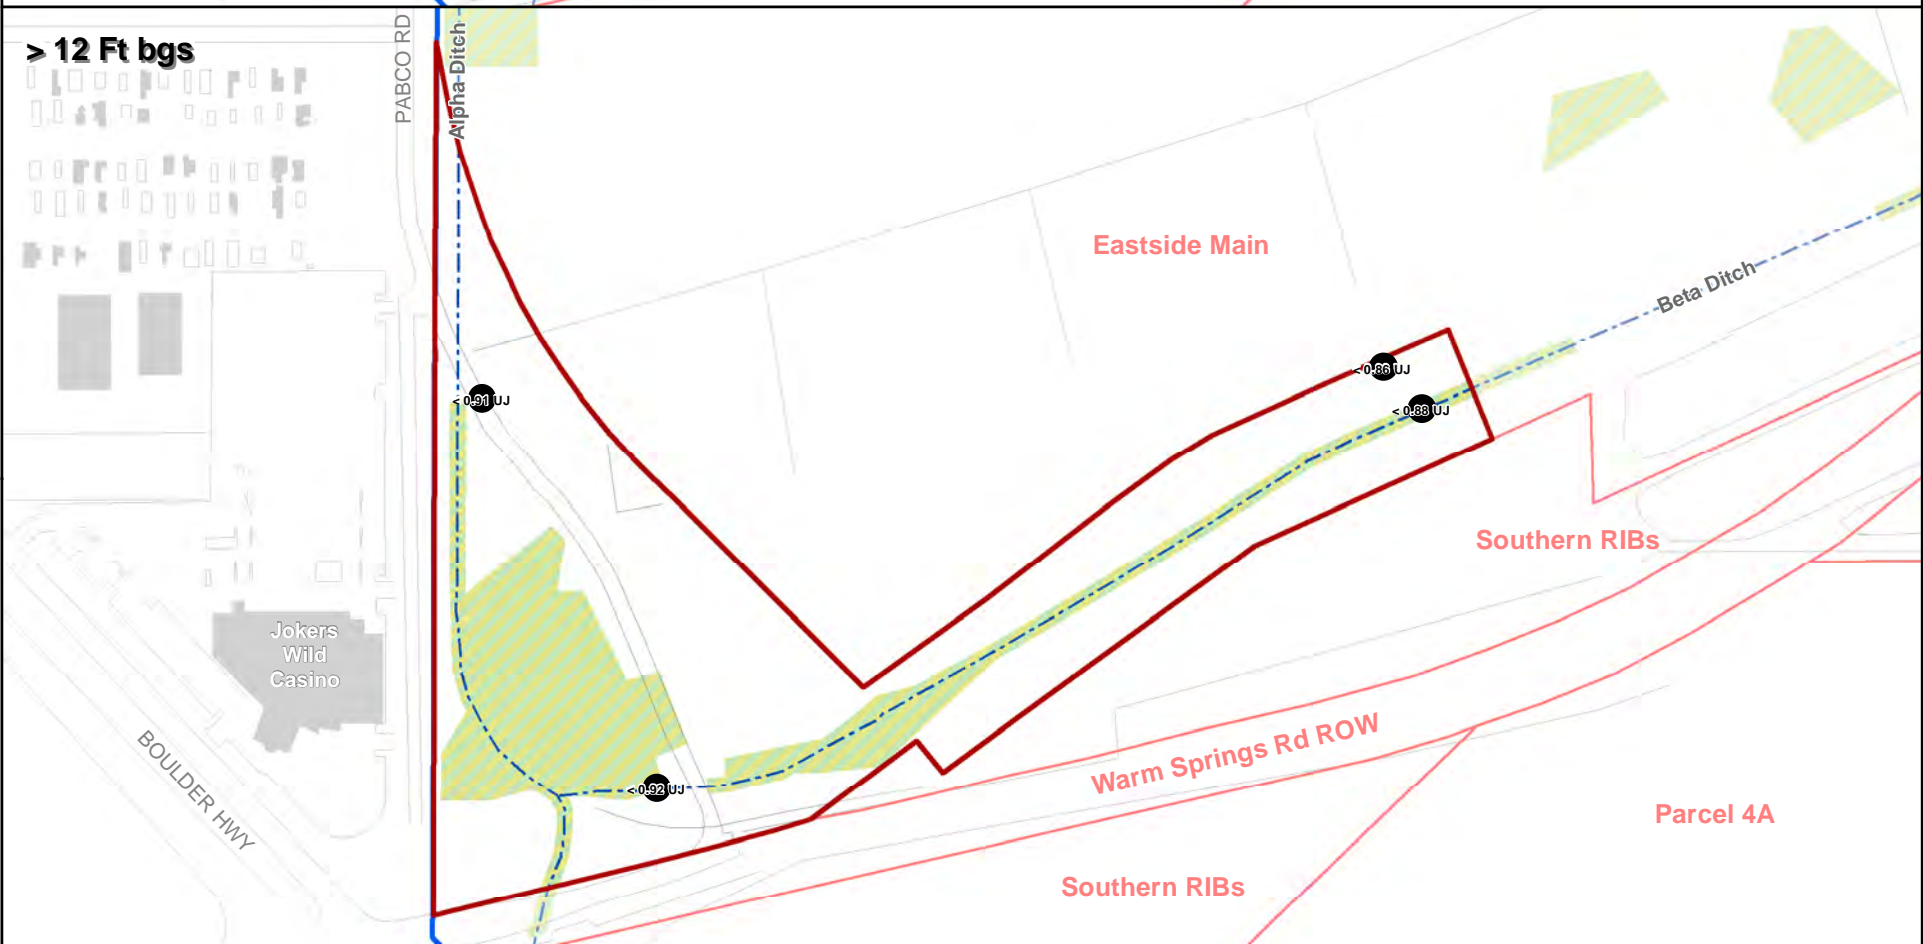 > 12 Ft bgs
PABCO RD
Alpha Ditch
Eastside Main
Beta Ditch
< 0.86 UJ
< 0.91 UJ
< 0.88 UJ
Southern RIBs
Jokers
Wild
Casino
BOULDER HWY
Warm Springs Rd ROW
< 0.92 UJ
Parcel 4A
Southern RIBs